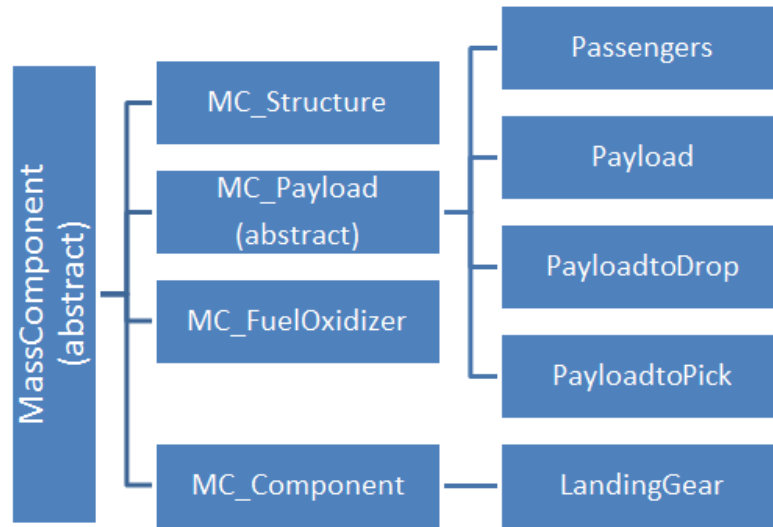 MassComponent
(abstract)
MC_Structure
MC_Payload
(abstract)
MC_FuelOxidizer
MC_Component
Passengers
Payload
PayloadtoDrop
PayloadtoPick
LandingGear